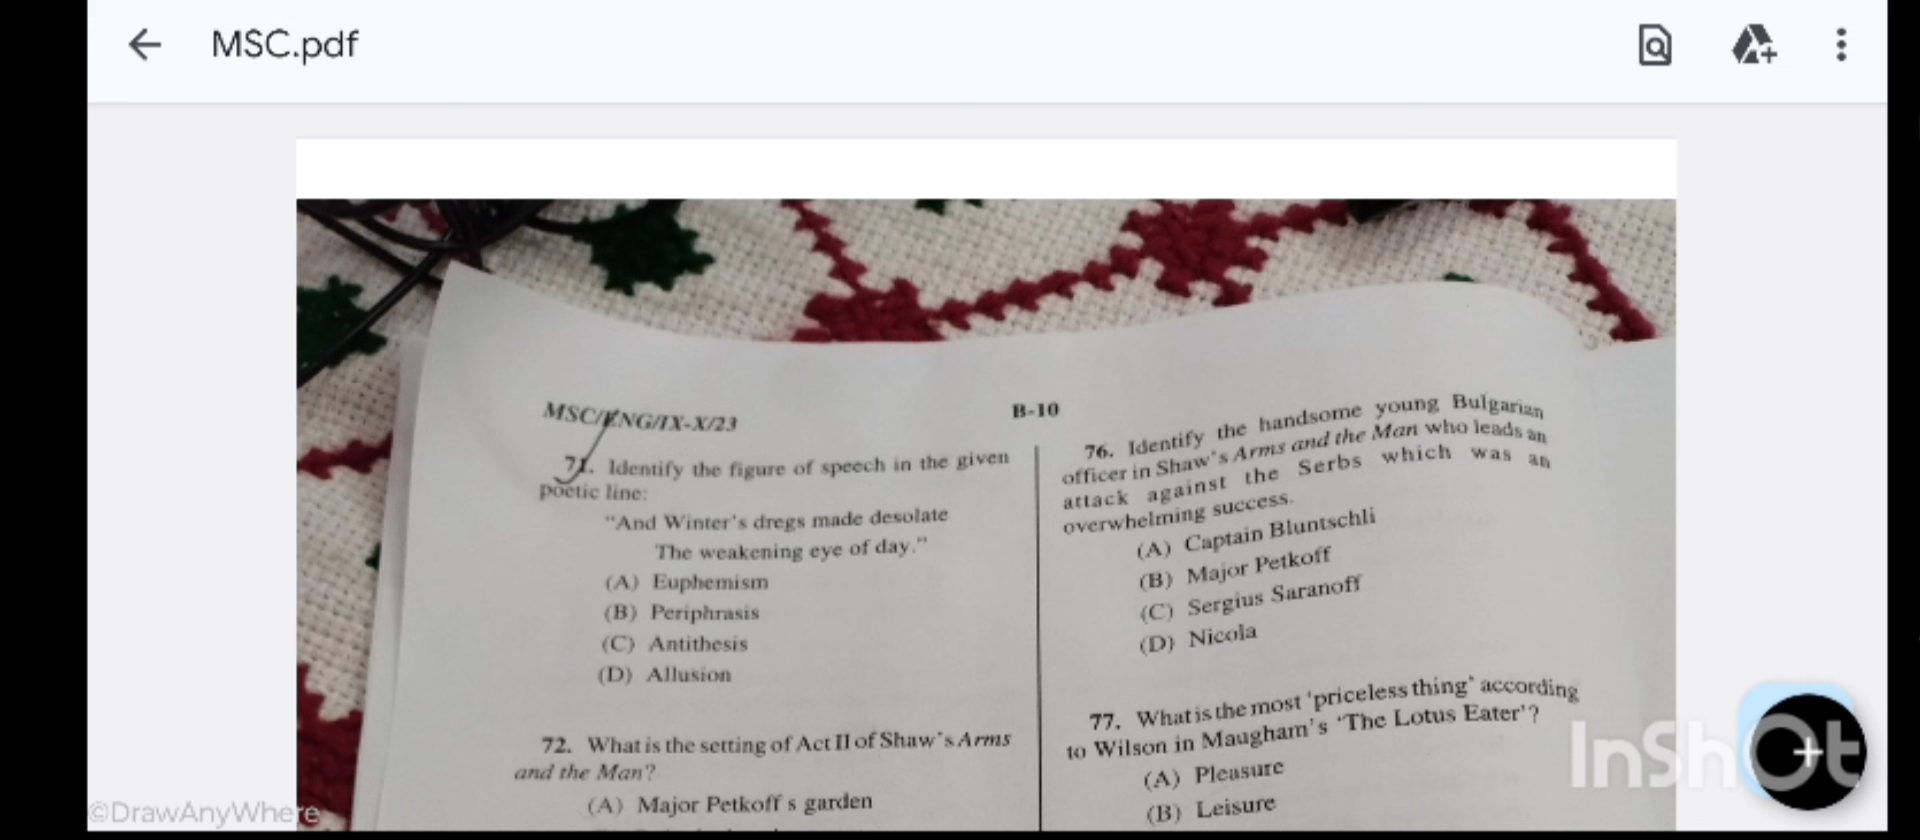 MSC.pdf
MSC/ENG/IX-X/23
B-10
71. Identify the figure of speech in the given
poetic line:
"And Winter's dregs made desolate
The weakening eye of day."
(A) Euphemism
(B) Periphrasis
(C) Antithesis
(D) Allusion
72. What is the setting of Act II of Shaw's Arms
and the Man?
(A) Major Petkoff s garden
76. Identify the handsome young Bulgarian
officer in Shaw's Arms and the Man who leads an
attack against the Serbs which was an
overwhelming success.
(A) Captain Bluntschli
(B) Major Petkoff
(C) Sergius Saranoff
(D) Nicola
77. What is the most 'priceless thing' according
to Wilson in Maugham's 'The Lotus Eater'?
(A) Pleasure
(B) Leisure
InShOt
©DrawAnyWhere